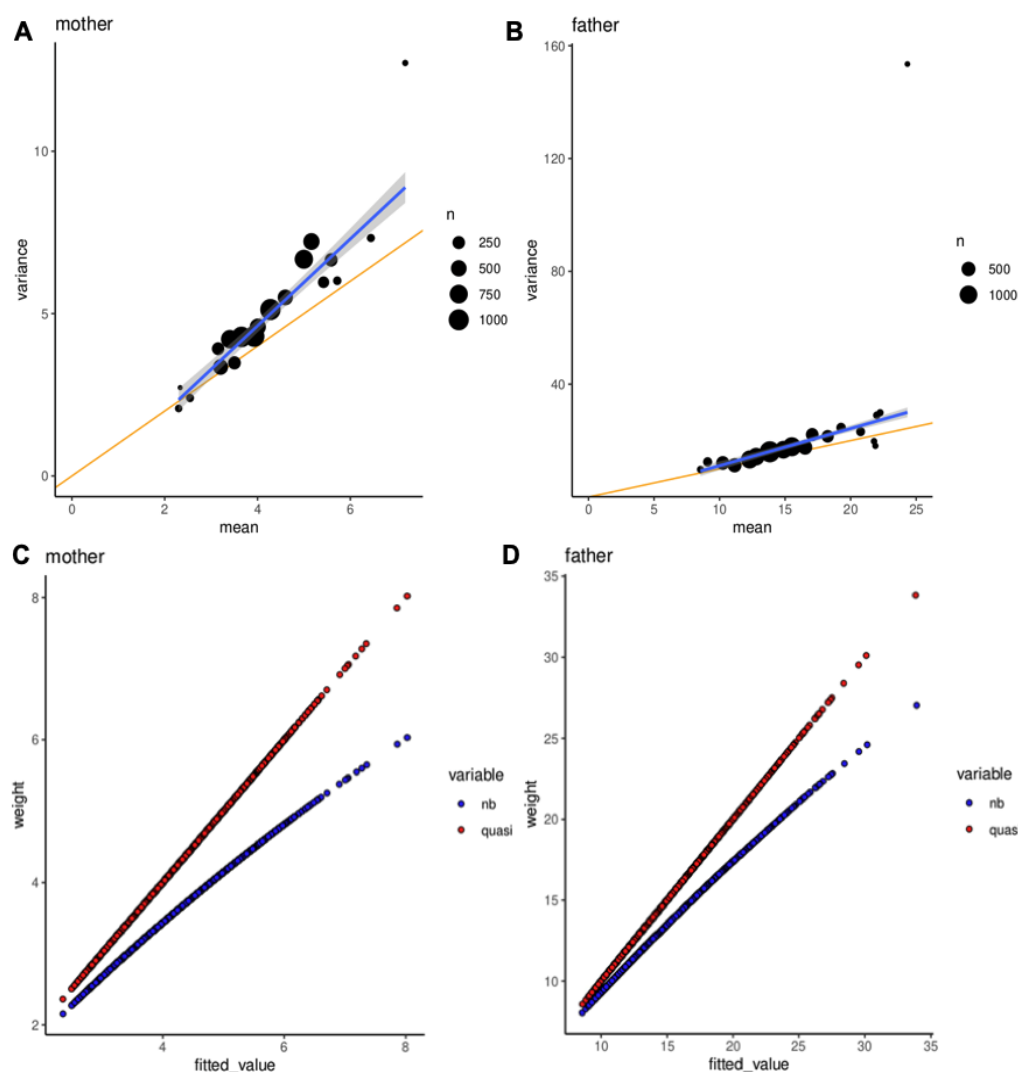 A mother
10
5
0
variance
0 2 4 6
mean
n
250
500
750
1000
B father
160
120
80
40
variance
0 5 10 15 20 25
mean
n
500
1000
C mother
8
6
4
2
weight
4 6 8
fitted_value
variable
nb
quasi
D father
35
30
25
20
15
10
weight
10 15 20 25 30 35
fitted_value
variable
nb
quas